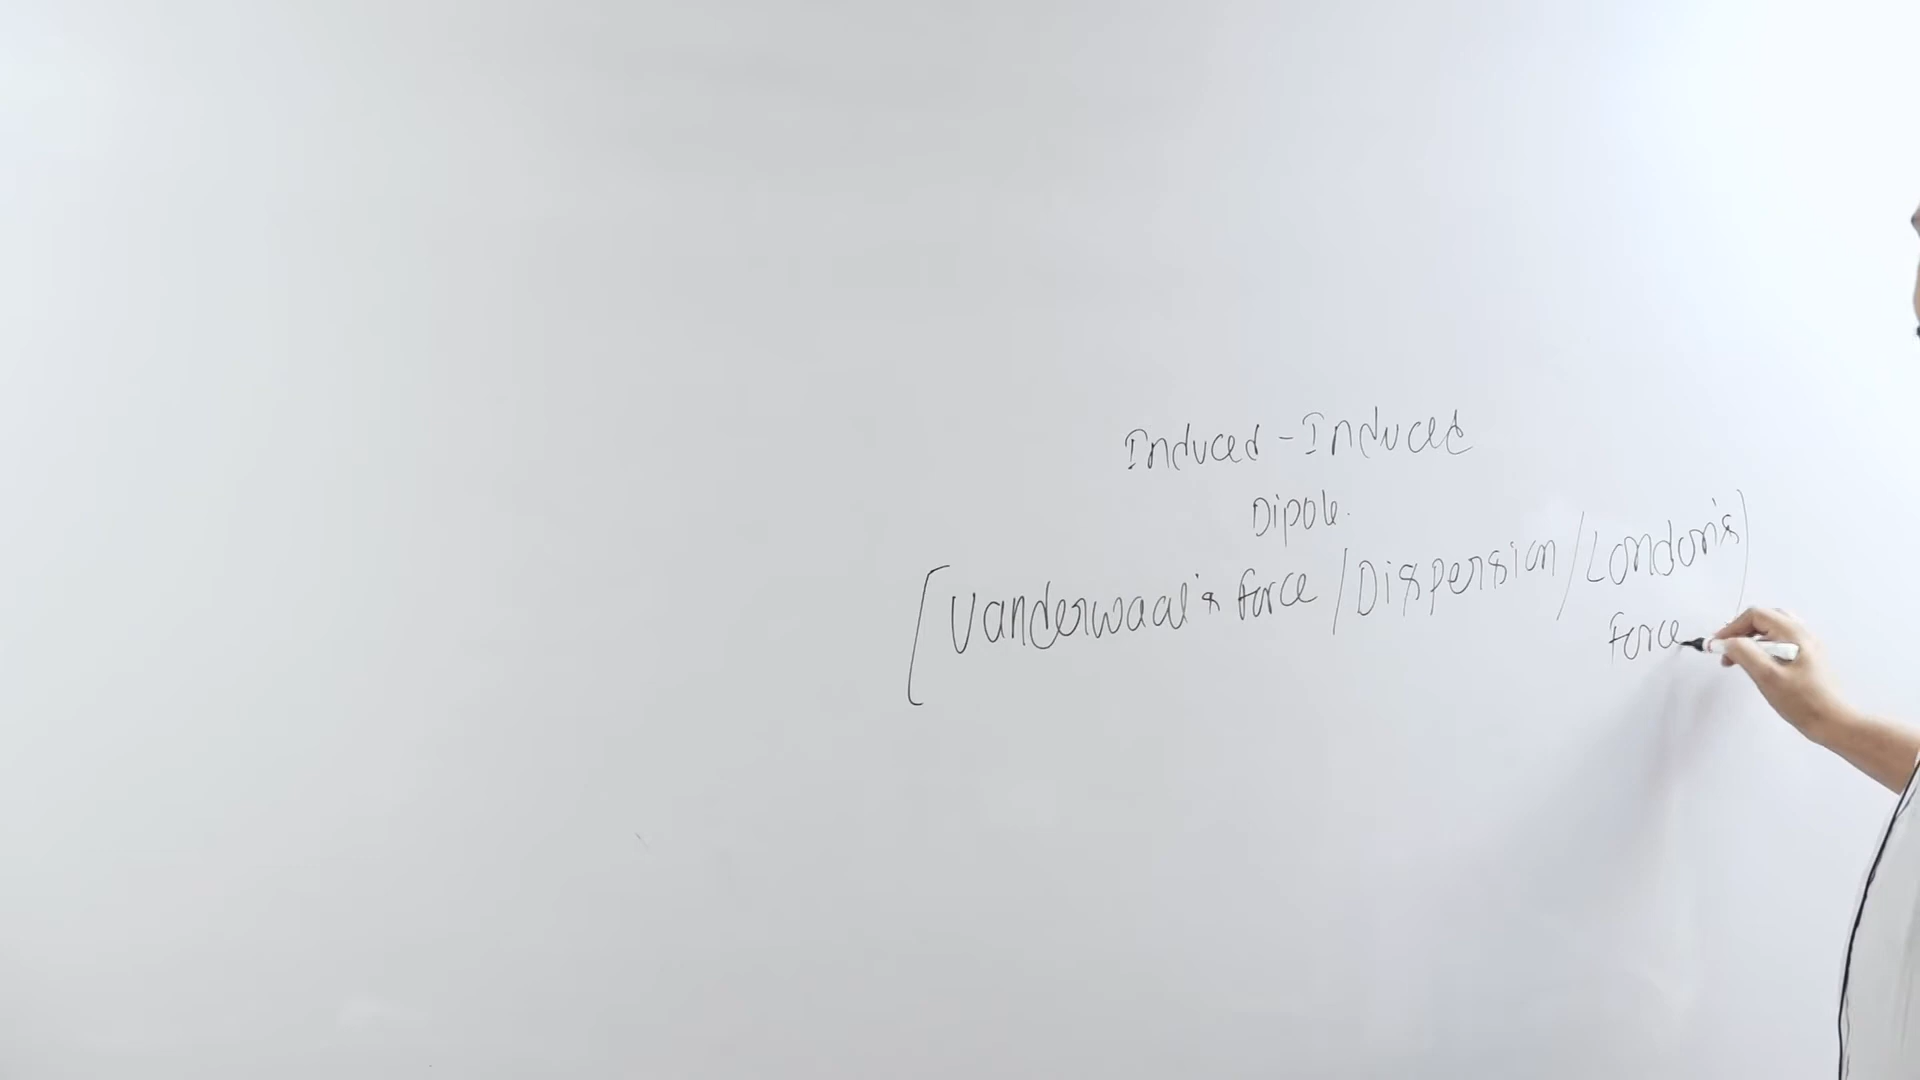 Induced - Induced
Dipole.
[Vanderwaal's force / Dispersion / London's)
force